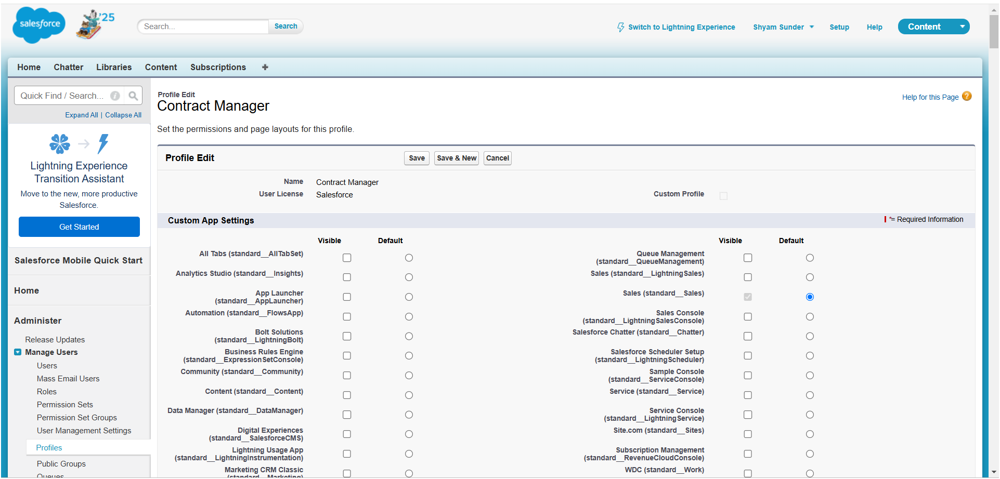 salesforce
'25
Search...
Search
Switch to Lightning Experience
Shyam Sunder
Setup
Help
Content
Home
Chatter
Libraries
Content
Subscriptions
+
Quick Find / Search...
Expand All | Collapse All
Lightning Experience
Transition Assistant
Move to the new, more productive
Salesforce.
Get Started
Salesforce Mobile Quick Start
Home
Administer
Release Updates
Manage Users
Users
Mass Email Users
Roles
Permission Sets
Permission Set Groups
User Management Settings
Profiles
Public Groups
Queues
Profile Edit
Contract Manager
Help for this Page ?
Set the permissions and page layouts for this profile.
Profile Edit
Save
Save & New
Cancel
Name Contract Manager
User License Salesforce
Custom Profile
Custom App Settings
*= Required Information
Visible Default
All Tabs (standard__AllTabSet)
Analytics Studio (standard__Insights)
App Launcher
(standard__AppLauncher)
Automation (standard__FlowsApp)
Bolt Solutions
(standard__LightningBolt)
Business Rules Engine
(standard__ExpressionSetConsole)
Community (standard__Community)
Content (standard__Content)
Data Manager (standard__DataManager)
Digital Experiences
(standard__SalesforceCMS)
Lightning Usage App
(standard__LightningInstrumentation)
Marketing CRM Classic
(standard__Marketing)
Visible Default
Queue Management
(standard__QueueManagement)
Sales (standard__LightningSales)
Sales (standard__Sales)
Sales Console
(standard__LightningSalesConsole)
Salesforce Chatter (standard__Chatter)
Salesforce Scheduler Setup
(standard__LightningScheduler)
Sample Console
(standard__ServiceConsole)
Service (standard__Service)
Service Console
(standard__LightningService)
Site.com (standard__Sites)
Subscription Management
(standard__RevenueCloudConsole)
WDC (standard__Work)